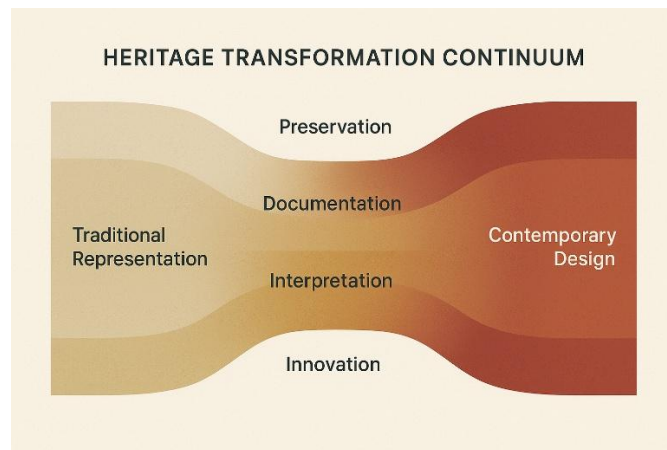 HERITAGE TRANSFORMATION CONTINUUM
Preservation
Documentation
Traditional
Representation
Contemporary
Design
Interpretation
Innovation